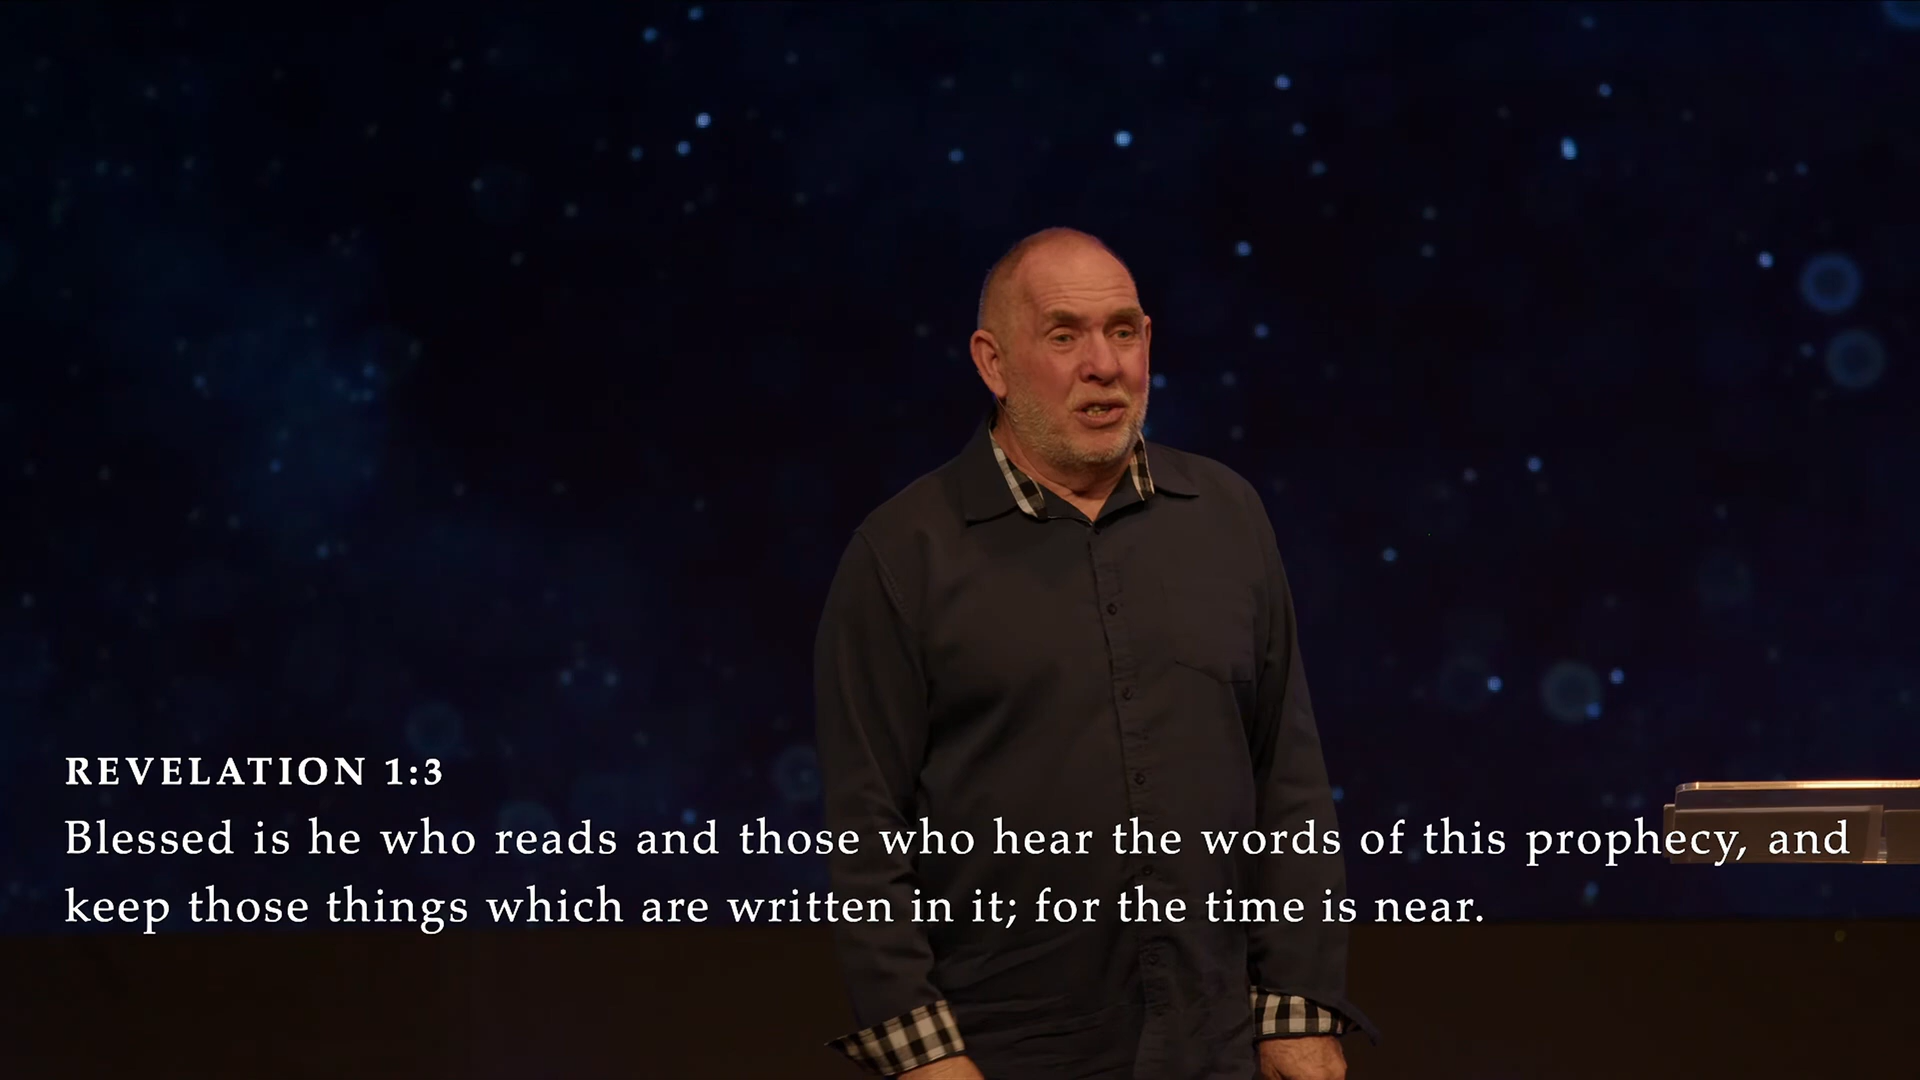 REVELATION 1:3
Blessed is he who reads and those who hear the words of this prophecy, and
keep those things which are written in it; for the time is near.